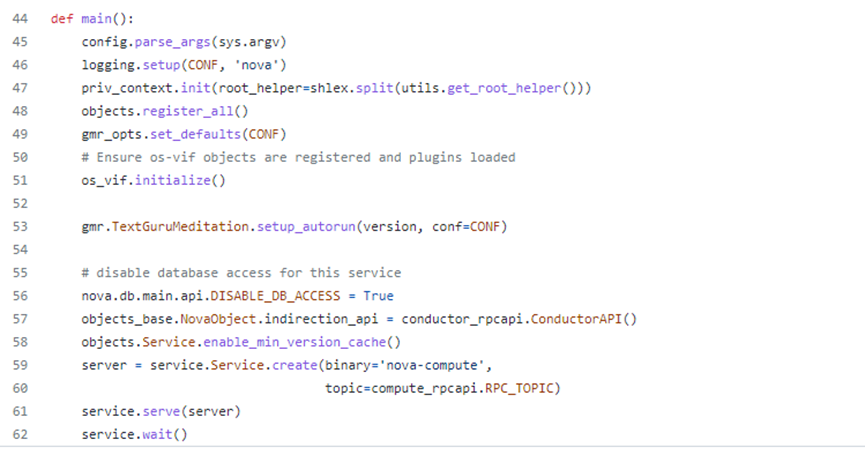 44 def main():
45     config.parse_args(sys.argv)
46     logging.setup(CONF, 'nova')
47     priv_context.init(root_helper=shlex.split(utils.get_root_helper()))
48     objects.register_all()
49     gmr_opts.set_defaults(CONF)
50     # Ensure os-vif objects are registered and plugins loaded
51     os_vif.initialize()
52
53     gmr.TextGuruMeditation.setup_autorun(version, conf=CONF)
54
55     # disable database access for this service
56     nova.db.main.api.DISABLE_DB_ACCESS = True
57     objects_base.NovaObject.indirection_api = conductor_rpcapi.ConductorAPI()
58     objects.Service.enable_min_version_cache()
59     server = service.Service.create(binary='nova-compute',
60                                     topic=compute_rpcapi.RPC_TOPIC)
61     service.serve(server)
62     service.wait()